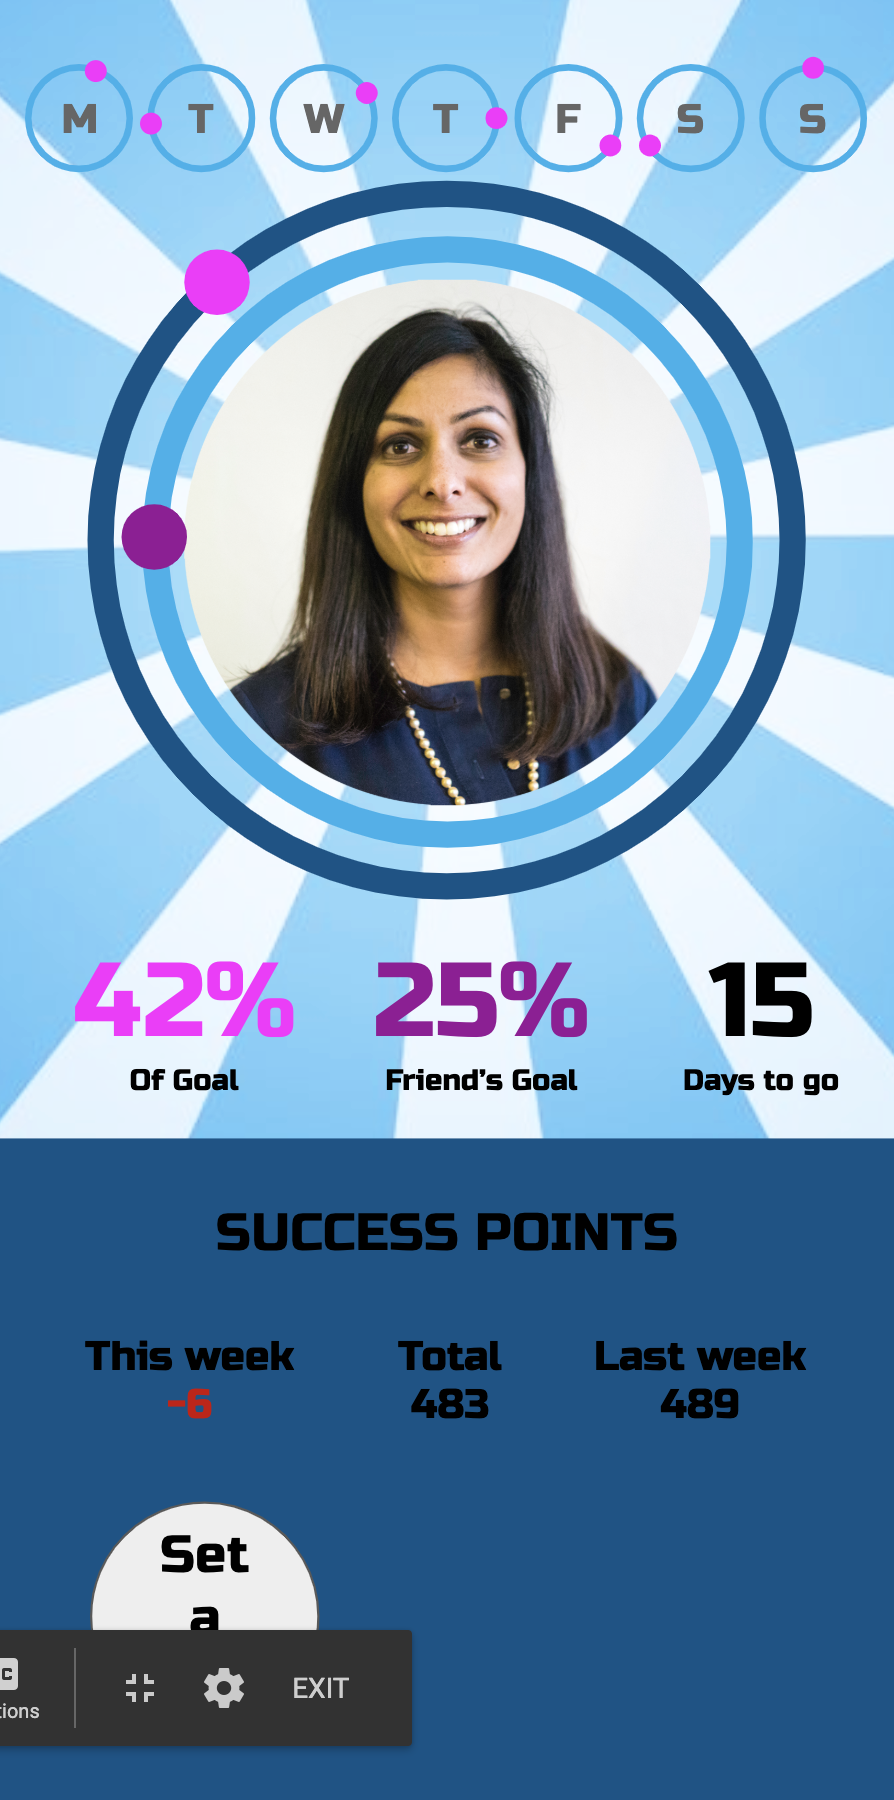 M T W T F S S
42% 25% 15
Of Goal Friend's Goal Days to go
SUCCESS POINTS
This week Total Last week
-6 483 489
Set
a
tions EXIT